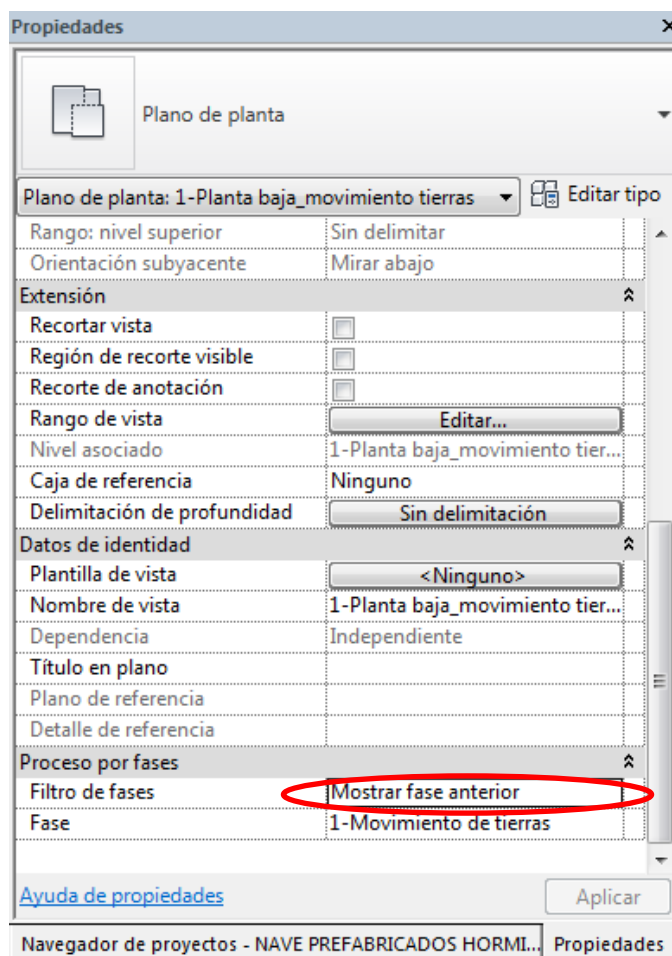 Propiedades
Plano de planta
Plano de planta: 1-Planta baja_movimiento tierras Editar tipo
Rango: nivel superior Sin delimitar
Orientación subyacente Mirar abajo
Extensión
Recortar vista
Región de recorte visible
Recorte de anotación
Rango de vista Editar...
Nivel asociado 1-Planta baja_movimiento tier...
Caja de referencia Ninguno
Delimitación de profundidad Sin delimitación
Datos de identidad
Plantilla de vista <Ninguno>
Nombre de vista 1-Planta baja_movimiento tier...
Dependencia Independiente
Título en plano
Plano de referencia
Detalle de referencia
Proceso por fases
Filtro de fases Mostrar fase anterior
Fase 1-Movimiento de tierras
Ayuda de propiedades Aplicar
Navegador de proyectos - NAVE PREFABRICADOS HORMI... Propiedades